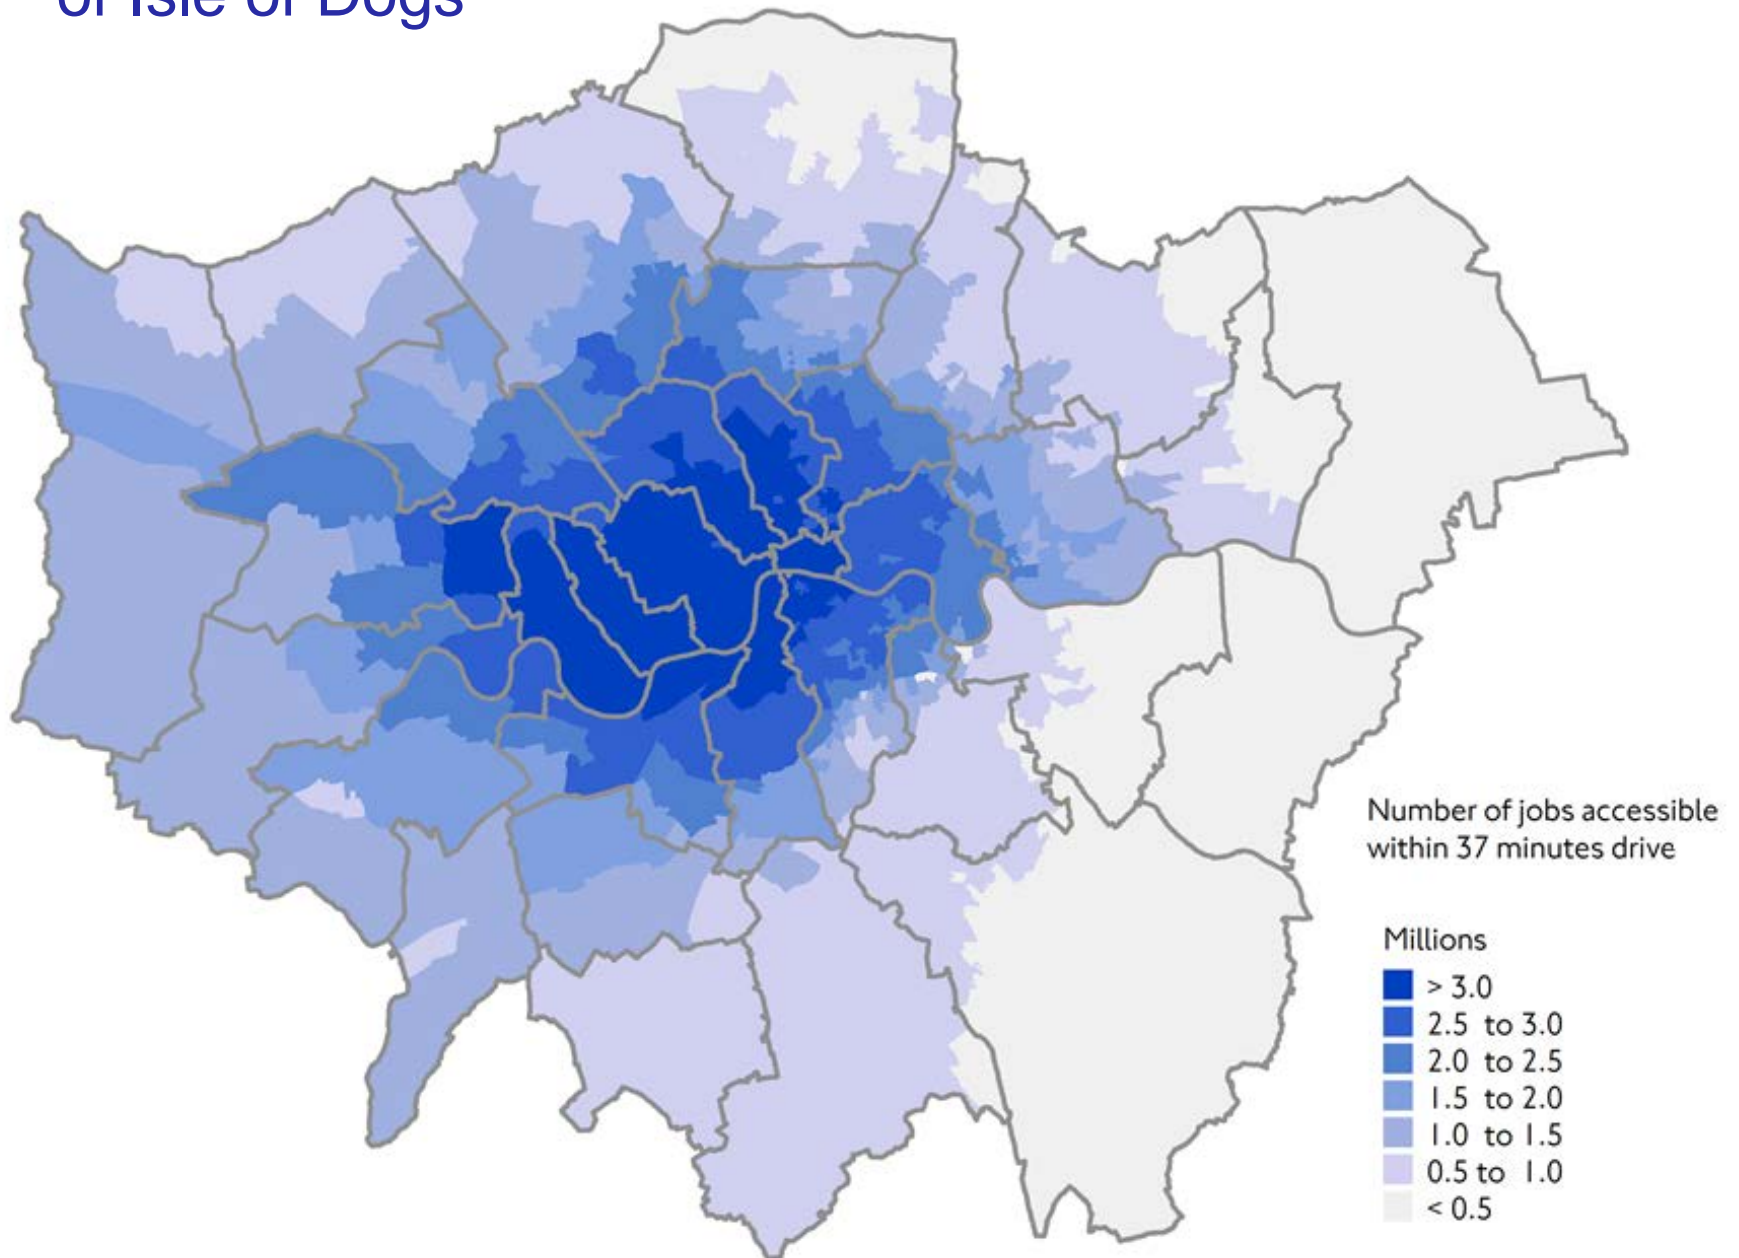 of Isle of Dogs
Number of jobs accessible
within 37 minutes drive
Millions
> 3.0
2.5 to 3.0
2.0 to 2.5
1.5 to 2.0
1.0 to 1.5
0.5 to 1.0
< 0.5